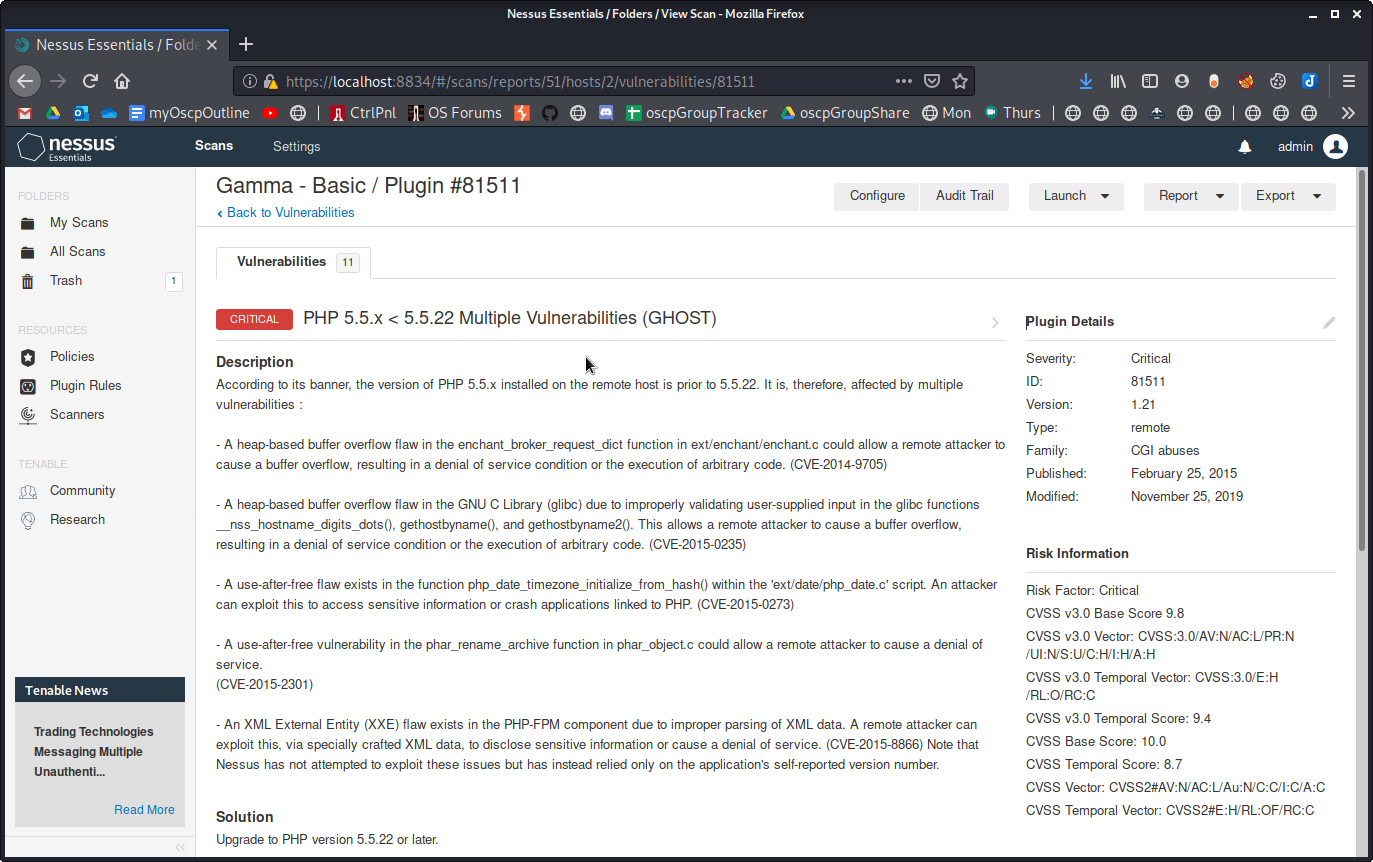 Nessus Essentials / Folders / View Scan - Mozilla Firefox
Nessus Essentials / Folde
https://localhost:8834/#/scans/reports/51/hosts/2/vulnerabilities/81511
myOscpOutline CtrlPnl OS Forums oscpGroupTracker oscpGroupShare Mon Thurs
nessus
Essentials
Scans Settings admin
FOLDERS
My Scans
All Scans
Trash 1
RESOURCES
Policies
Plugin Rules
Scanners
TENABLE
Community
Research
Tenable News
Trading Technologies
Messaging Multiple
Unauthenti...
Read More
Gamma - Basic / Plugin #81511
‹ Back to Vulnerabilities
Configure Audit Trail Launch Report Export
Vulnerabilities 11
CRITICAL PHP 5.5.x < 5.5.22 Multiple Vulnerabilities (GHOST)
Description
According to its banner, the version of PHP 5.5.x installed on the remote host is prior to 5.5.22. It is, therefore, affected by multiple
vulnerabilities :
- A heap-based buffer overflow flaw in the enchant_broker_request_dict function in ext/enchant/enchant.c could allow a remote attacker to
cause a buffer overflow, resulting in a denial of service condition or the execution of arbitrary code. (CVE-2014-9705)
- A heap-based buffer overflow flaw in the GNU C Library (glibc) due to improperly validating user-supplied input in the glibc functions
__nss_hostname_digits_dots(), gethostbyname(), and gethostbyname2(). This allows a remote attacker to cause a buffer overflow,
resulting in a denial of service condition or the execution of arbitrary code. (CVE-2015-0235)
- A use-after-free flaw exists in the function php_date_timezone_initialize_from_hash() within the 'ext/date/php_date.c' script. An attacker
can exploit this to access sensitive information or crash applications linked to PHP. (CVE-2015-0273)
- A use-after-free vulnerability in the phar_rename_archive function in phar_object.c could allow a remote attacker to cause a denial of
service.
(CVE-2015-2301)
- An XML External Entity (XXE) flaw exists in the PHP-FPM component due to improper parsing of XML data. A remote attacker can
exploit this, via specially crafted XML data, to disclose sensitive information or cause a denial of service. (CVE-2015-8866) Note that
Nessus has not attempted to exploit these issues but has instead relied only on the application's self-reported version number.
Solution
Upgrade to PHP version 5.5.22 or later.
Plugin Details
Severity: Critical
ID: 81511
Version: 1.21
Type: remote
Family: CGI abuses
Published: February 25, 2015
Modified: November 25, 2019
Risk Information
Risk Factor: Critical
CVSS v3.0 Base Score 9.8
CVSS v3.0 Vector: CVSS:3.0/AV:N/AC:L/PR:N
/UI:N/S:U/C:H/I:H/A:H
CVSS v3.0 Temporal Vector: CVSS:3.0/E:H
/RL:O/RC:C
CVSS v3.0 Temporal Score: 9.4
CVSS Base Score: 10.0
CVSS Temporal Score: 8.7
CVSS Vector: CVSS2#AV:N/AC:L/Au:N/C:C/I:C/A:C
CVSS Temporal Vector: CVSS2#E:H/RL:OF/RC:C